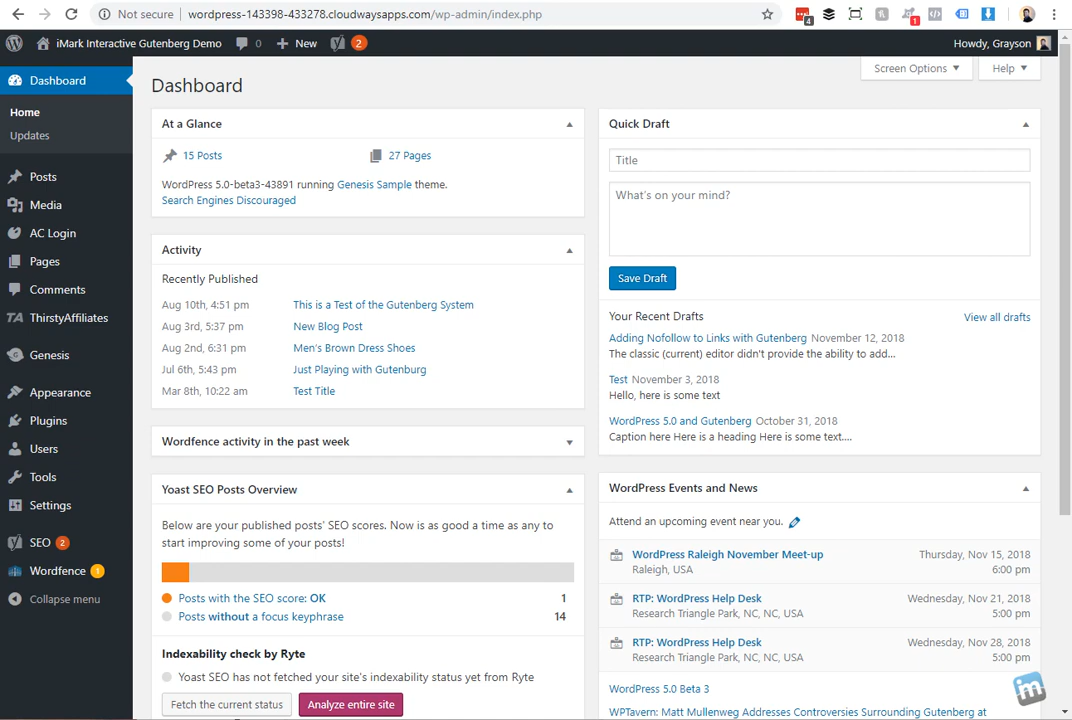 Not secure | wordpress-143398-433278.cloudwaysapps.com/wp-admin/index.php
4
1
iMark Interactive Gutenberg Demo 0 New 2 Howdy, Grayson
Dashboard
Home
Updates
Posts
Media
AC Login
Pages
Comments
TA ThirstyAffiliates
Genesis
Appearance
Plugins
Users
Tools
Settings
SEO 2
Wordfence 1
Collapse menu
Screen Options
Help
Dashboard
At a Glance
15 Posts
27 Pages
WordPress 5.0-beta3-43891 running Genesis Sample theme.
Search Engines Discouraged
Activity
Recently Published
Aug 10th, 4:51 pm This is a Test of the Gutenberg System
Aug 3rd, 5:37 pm New Blog Post
Aug 2nd, 6:31 pm Men's Brown Dress Shoes
Jul 6th, 5:43 pm Just Playing with Gutenburg
Mar 8th, 10:22 am Test Title
Wordfence activity in the past week
Yoast SEO Posts Overview
Below are your published posts' SEO scores. Now is as good a time as any to
start improving some of your posts!
Posts with the SEO score: OK 1
Posts without a focus keyphrase 14
Indexability check by Ryte
Yoast SEO has not fetched your site's indexability status yet from Ryte
Fetch the current status
Analyze entire site
Quick Draft
Title
What's on your mind?
Save Draft
Your Recent Drafts View all drafts
Adding Nofollow to Links with Gutenberg November 12, 2018
The classic (current) editor didn't provide the ability to add...
Test November 3, 2018
Hello, here is some text
WordPress 5.0 and Gutenberg October 31, 2018
Caption here Here is a heading Here is some text....
WordPress Events and News
Attend an upcoming event near you.
WordPress Raleigh November Meet-up Thursday, Nov 15, 2018
Raleigh, USA 6:00 pm
RTP: WordPress Help Desk Wednesday, Nov 21, 2018
Research Triangle Park, NC, NC, USA 5:00 pm
RTP: WordPress Help Desk Wednesday, Nov 28, 2018
Research Triangle Park, NC, NC, USA 5:00 pm
WordPress 5.0 Beta 3
WPTavern: Matt Mullenweg Addresses Controversies Surrounding Gutenberg at
im